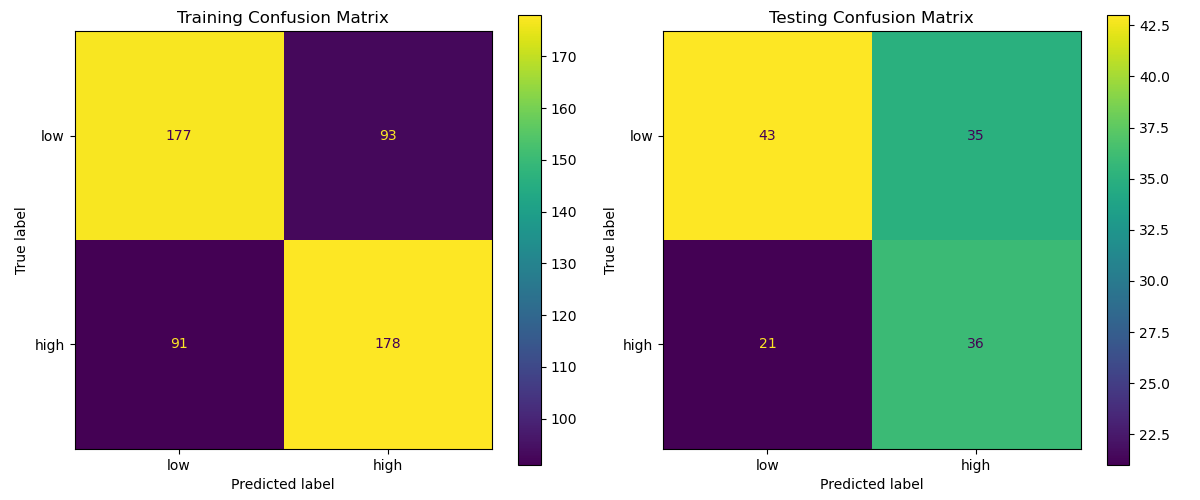 Training Confusion Matrix
True label
low
high
177
93
91
178
low
high
Predicted label
170
160
150
140
130
120
110
100
Testing Confusion Matrix
True label
low
high
43
35
21
36
low
high
Predicted label
42.5
40.0
37.5
35.0
32.5
30.0
27.5
25.0
22.5